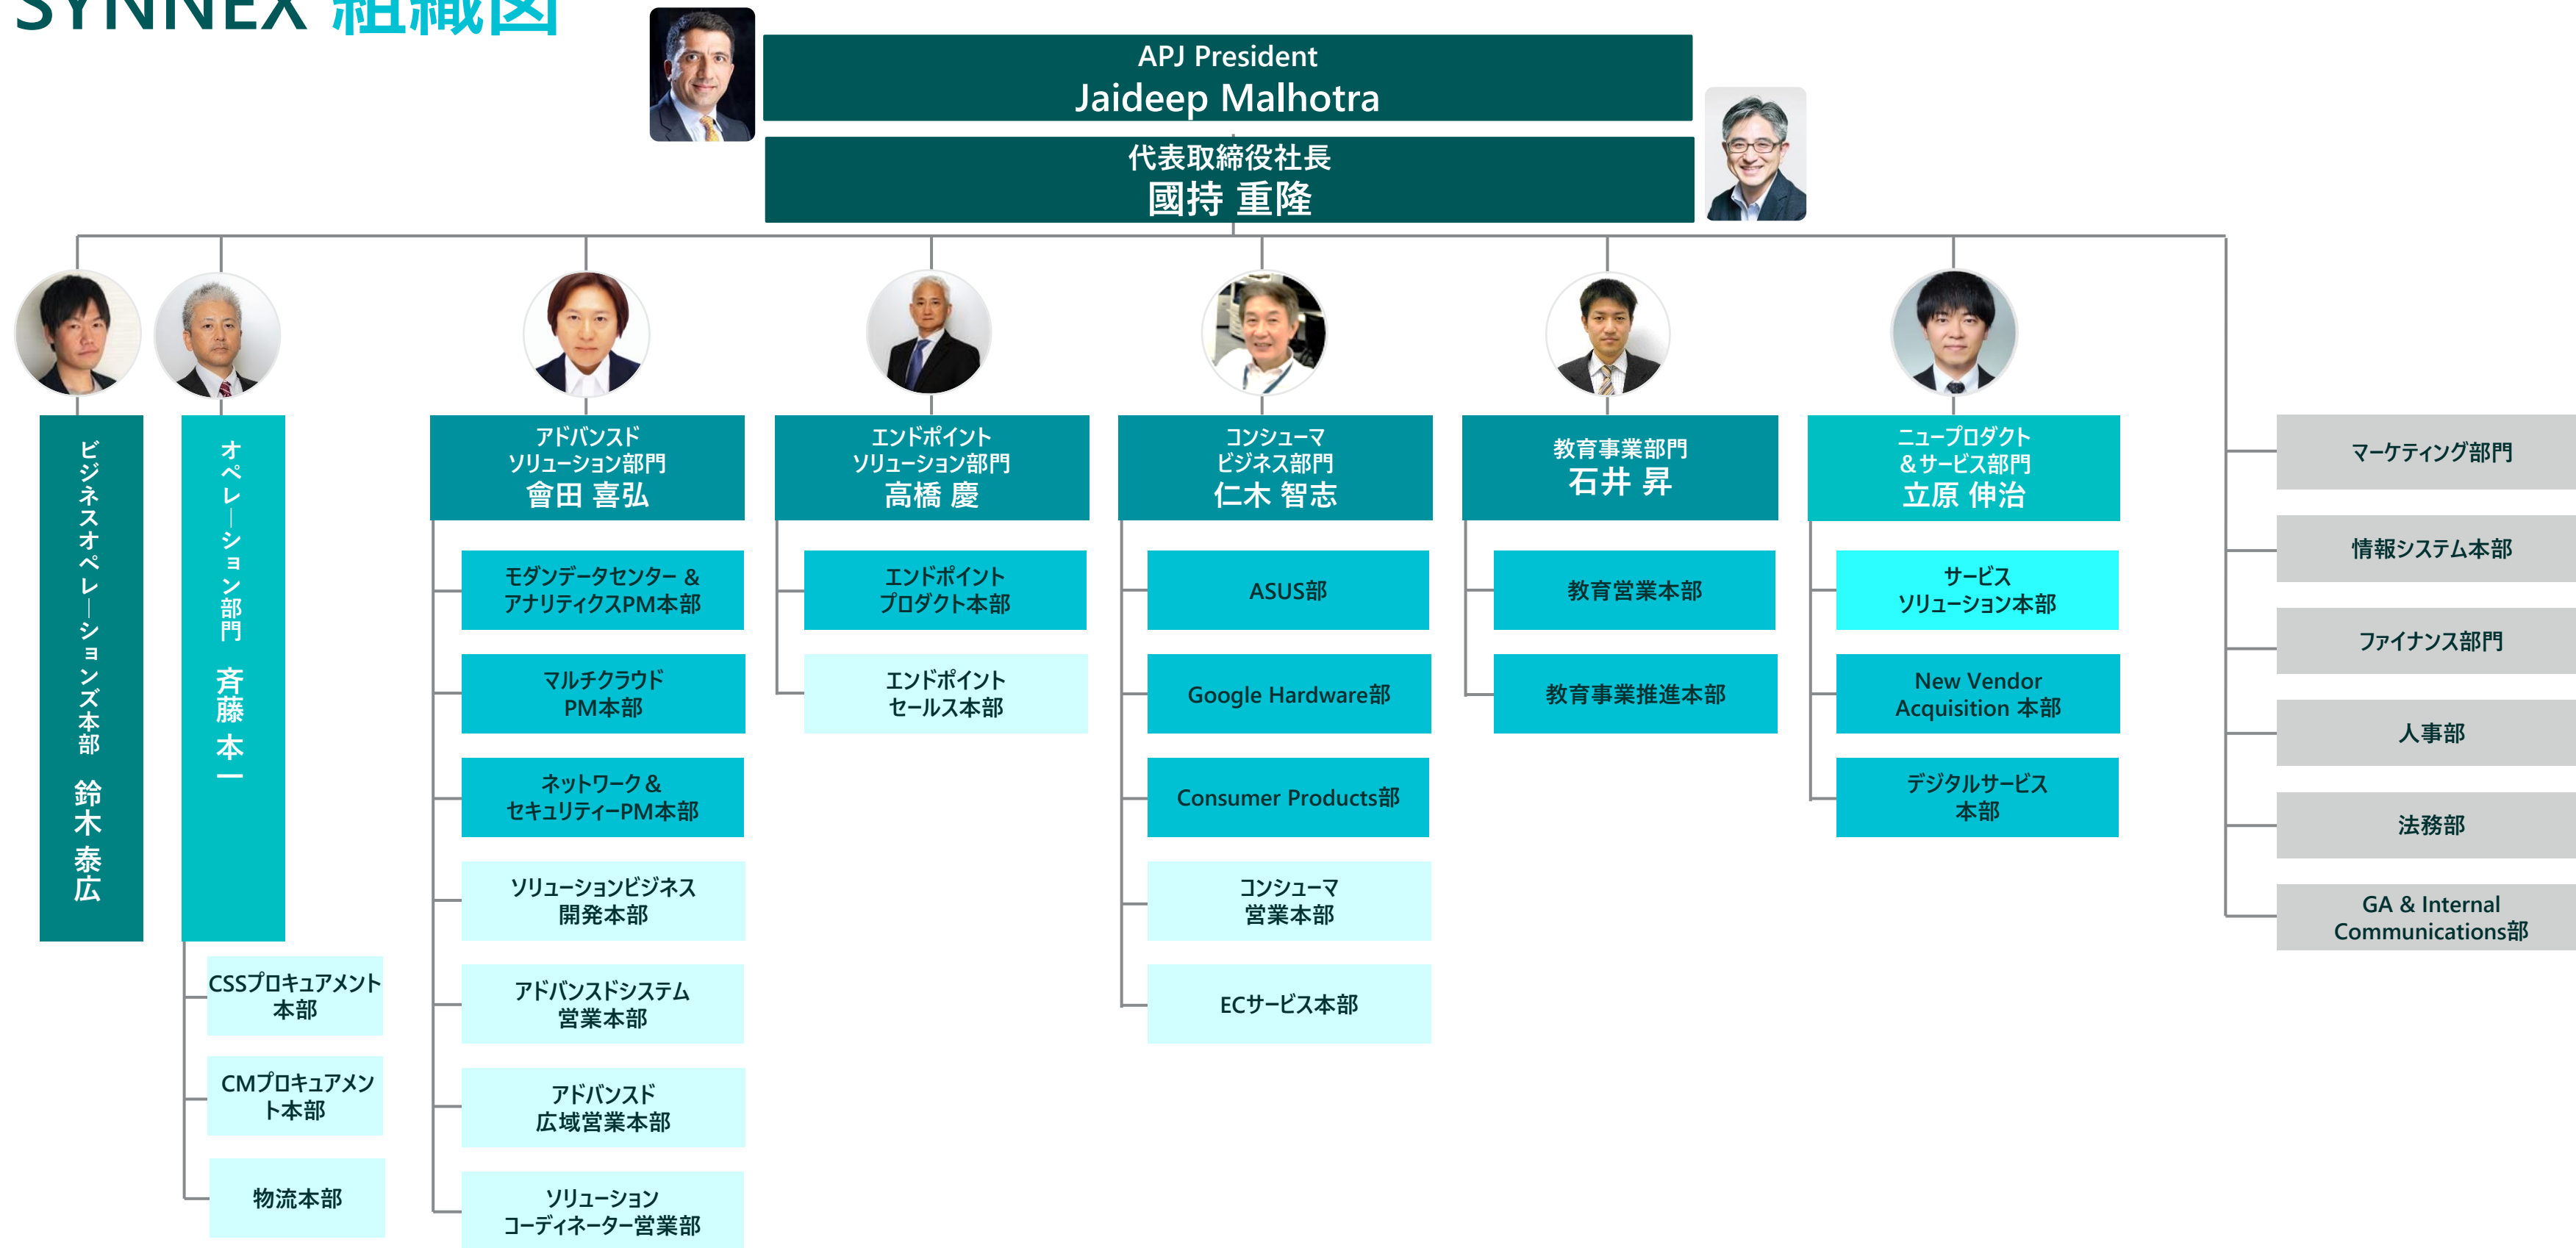 SYNNEX 組織図
APJ President
Jaideep Malhotra
代表取締役社長
國持 重隆
ビジネスオペレーションズ本部 鈴木 泰広
オペレーション部門 斉藤 本一
CSSプロキュアメント
本部
CMプロキュアメン
ト本部
物流本部
アドバンスド
ソリューション部門
會田 喜弘
モダンデータセンター &
アナリティクスPM本部
マルチクラウド
PM本部
ネットワーク &
セキュリティーPM本部
ソリューションビジネス
開発本部
アドバンスドシステム
営業本部
アドバンスド
広域営業本部
ソリューション
コーディネーター営業部
エンドポイント
ソリューション部門
高橋 慶
エンドポイント
プロダクト本部
エンドポイント
セールス本部
コンシューマ
ビジネス部門
仁木 智志
ASUS部
Google Hardware部
Consumer Products部
コンシューマ
営業本部
ECサービス本部
教育事業部門
石井 昇
教育営業本部
教育事業推進本部
ニュープロダクト
&サービス部門
立原 伸治
サービス
ソリューション本部
New Vendor
Acquisition 本部
デジタルサービス
本部
マーケティング部門
情報システム本部
ファイナンス部門
人事部
法務部
GA & Internal
Communications部